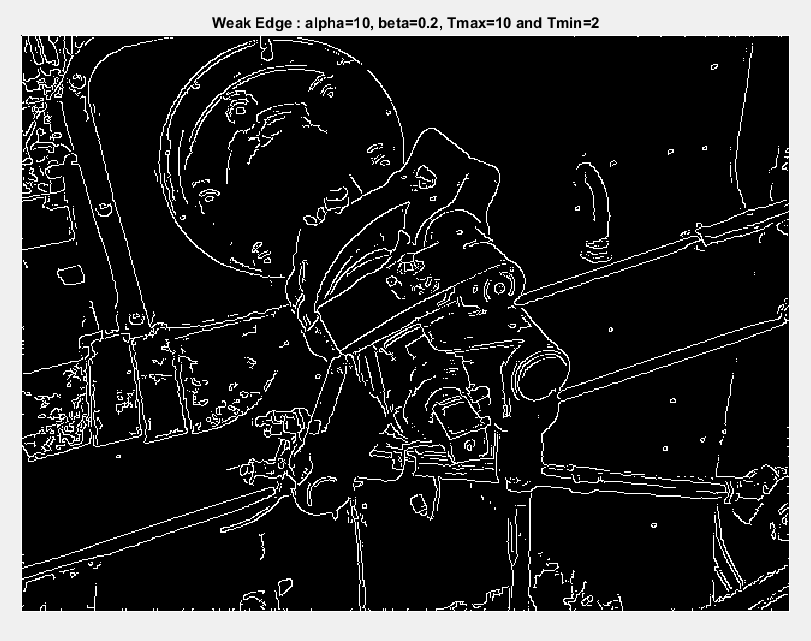 Weak Edge : alpha=10, beta=0.2, Tmax=10 and Tmin=2